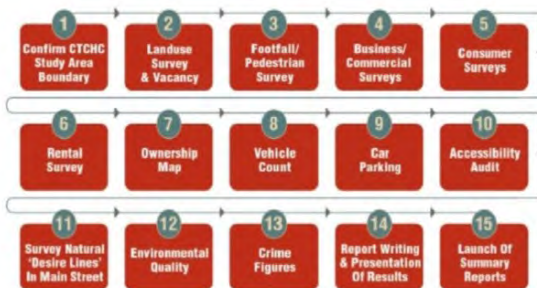 1
Confirm CTCHC
Study Area
Boundary
2
Landuse
Survey
& Vacancy
3
Footfall/
Pedestrian
Survey
4
Business/
Commercial
Surveys
5
Consumer
Surveys
6
Rental
Survey
7
Ownership
Map
8
Vehicle
Count
9
Car
Parking
10
Accessibility
Audit
11
Survey Natural
'Desire Lines'
In Main Street
12
Environmental
Quality
13
Crime
Figures
14
Report Writing
& Presentation
Of Results
15
Launch Of
Summary
Reports